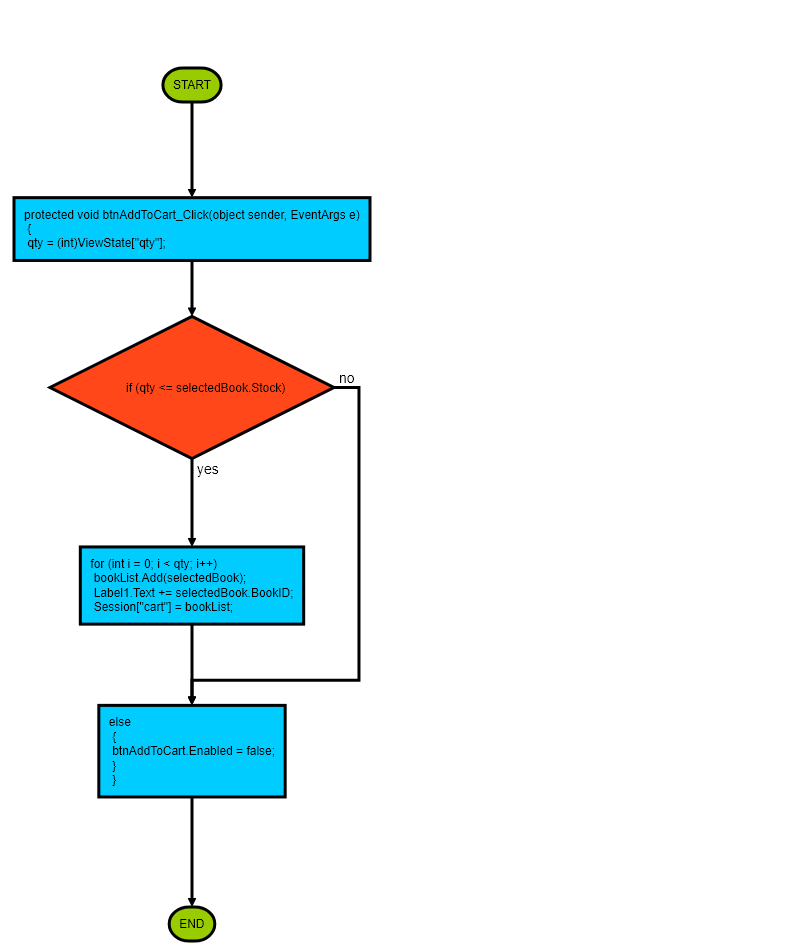 START
protected void btnAddToCart_Click(object sender, EventArgs e)
{
qty = (int)ViewState["qty"];
if (qty <= selectedBook.Stock)
no
yes
for (int i = 0; i < qty; i++)
bookList.Add(selectedBook);
Label1.Text += selectedBook.BookID;
Session["cart"] = bookList;
else
{
btnAddToCart.Enabled = false;
}
}
END